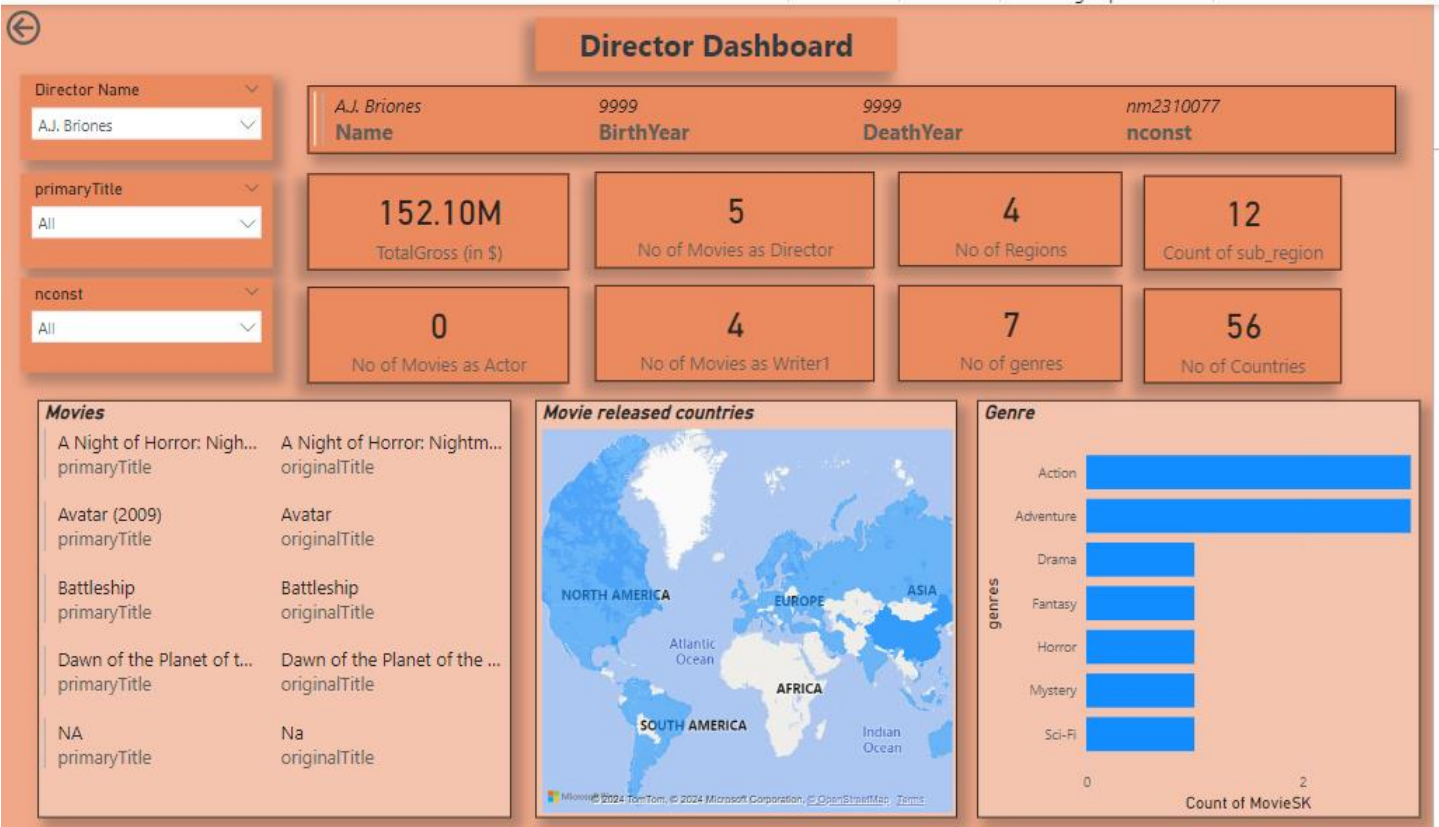 Director Dashboard
Director Name
A.J. Briones
A.J. Briones 9999 9999 nm2310077
Name BirthYear DeathYear nconst
primaryTitle
All
152.10M
TotalGross (in $)
5
No of Movies as Director
4
No of Regions
12
Count of sub_region
nconst
All
0
No of Movies as Actor
4
No of Movies as Writer1
7
No of genres
56
No of Countries
Movies
A Night of Horror: Nigh... A Night of Horror: Nightm...
primaryTitle originalTitle
Avatar (2009) Avatar
primaryTitle originalTitle
Battleship Battleship
primaryTitle originalTitle
Dawn of the Planet of t... Dawn of the Planet of the ...
primaryTitle originalTitle
NA Na
primaryTitle originalTitle
Movie released countries
NORTH AMERICA
EUROPE
ASIA
Atlantic
Ocean
AFRICA
SOUTH AMERICA
Indian
Ocean
© 2024 TomTom, © 2024 Microsoft Corporation, © OpenStreetMap Terms
Genre
genres
Action
Adventure
Drama
Fantasy
Horror
Mystery
Sci-Fi
0 2
Count of MovieSK